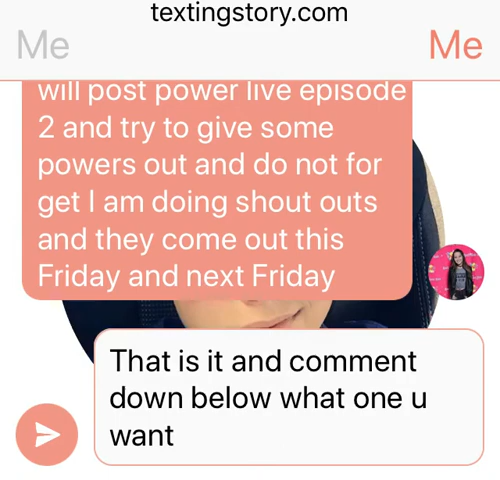 textingstory.com
Me
Me
will post power live episode
2 and try to give some
powers out and do not for
get I am doing shout outs
and they come out this
Friday and next Friday
That is it and comment
down below what one u
want